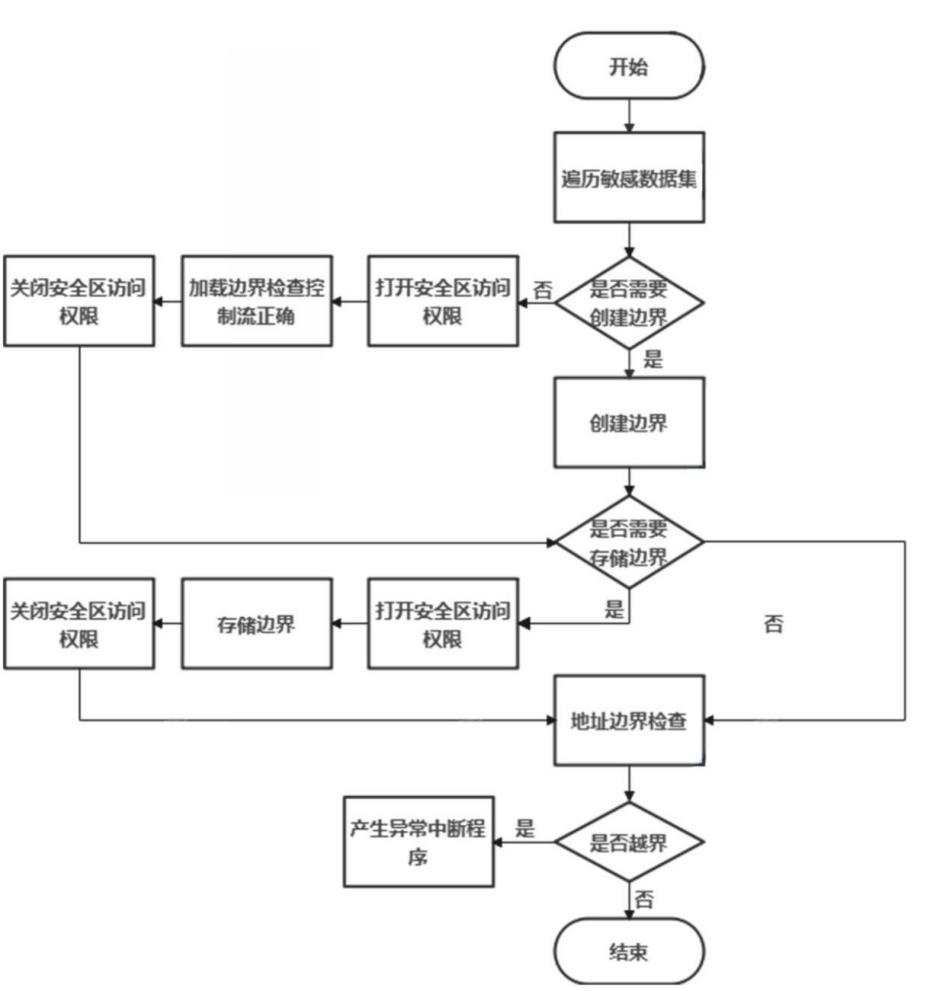 开始
遍历敏感数据集
是否需要
创建边界
否
打开安全区访问
权限
加载边界检查控
制流正确
关闭安全区访问
权限
是
创建边界
是否需要
存储边界
是
否
打开安全区访问
权限
存储边界
关闭安全区访问
权限
地址边界检查
是否越界
是
产生异常中断程
序
否
结束